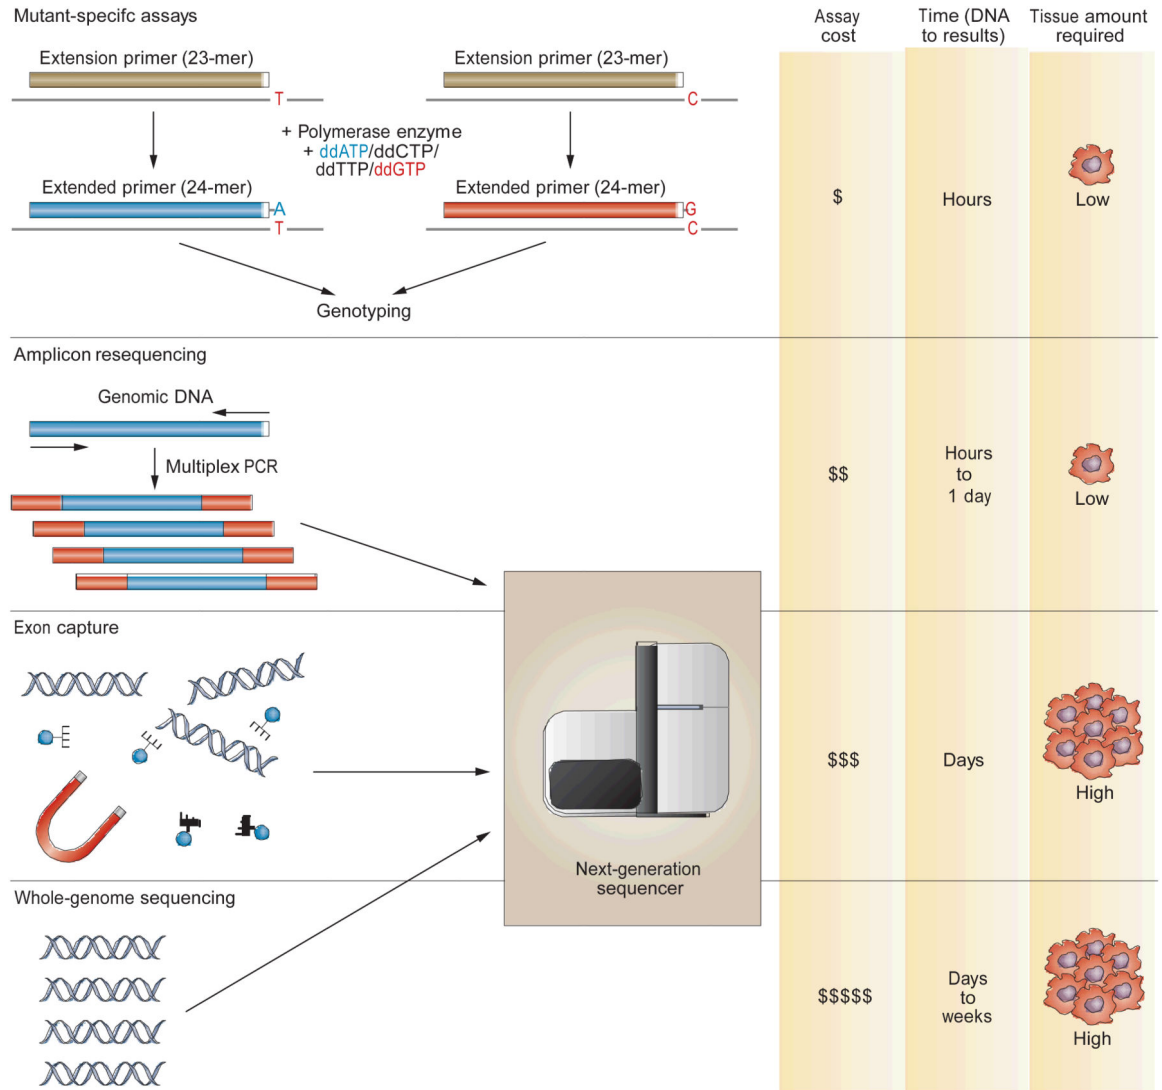 Mutant-specifc assays
Assay
cost
Time (DNA
to results)
Tissue amount
required
Extension primer (23-mer)
Extension primer (23-mer)
T
C
+ Polymerase enzyme
+ ddATP/ddCTP/
ddTTP/ddGTP
Extended primer (24-mer)
Extended primer (24-mer)
A
T
G
C
Genotyping
$
Hours
Low
Amplicon resequencing
Genomic DNA
Multiplex PCR
$$
Hours
to
1 day
Low
Exon capture
Next-generation
sequencer
$$$
Days
High
Whole-genome sequencing
$$$$$
Days
to
weeks
High